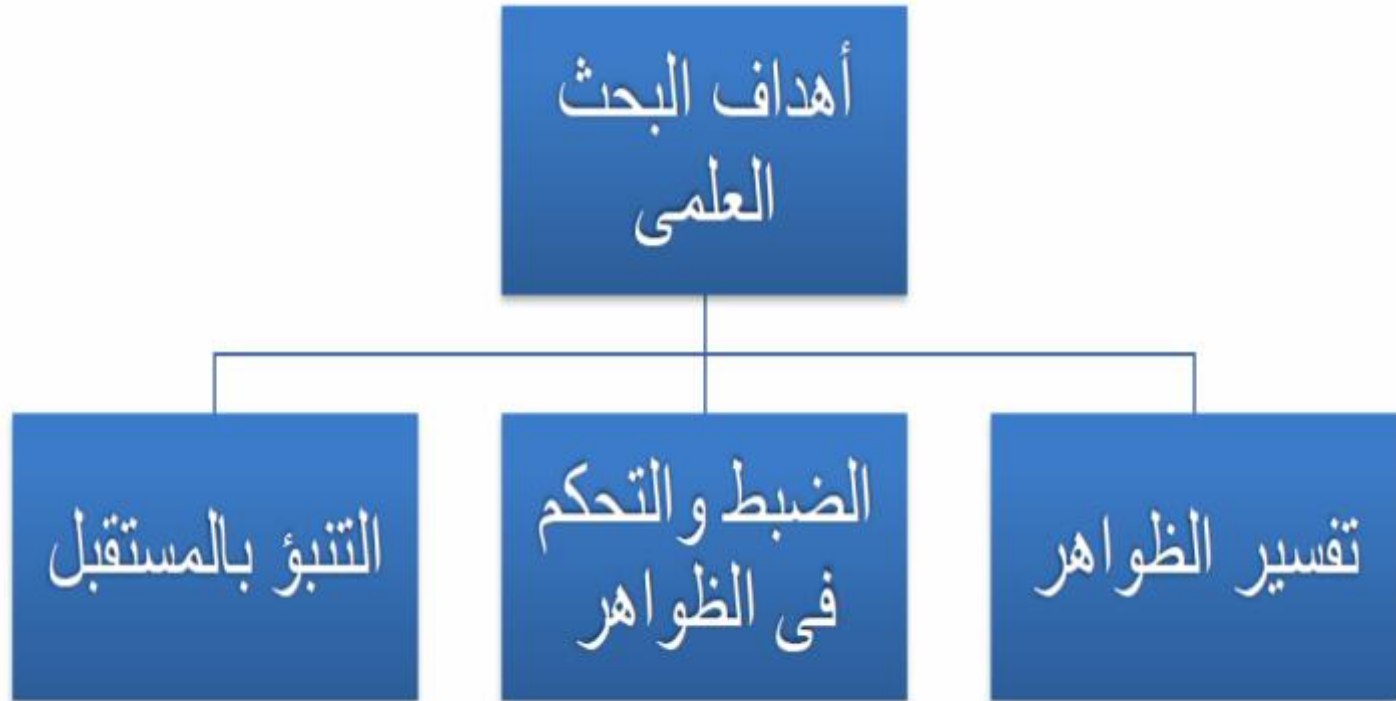 أهداف البحث
العلمى
تفسير الظواهر
الضبط والتحكم
فى الظواهر
التنبؤ بالمستقبل